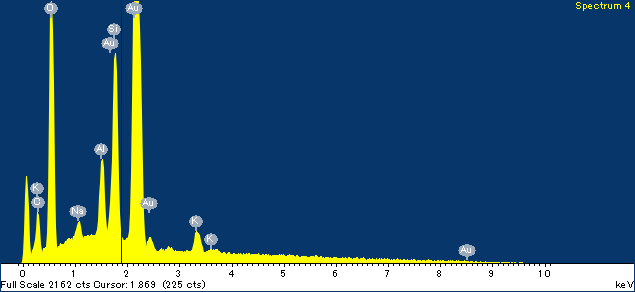 Spectrum 4
O
Au
Si
Au
Al
K
C
Na
Au
K
K
Au
0 1 2 3 4 5 6 7 8 9 10
Full Scale 2162 cts Cursor: 1.869 (225 cts)
keV